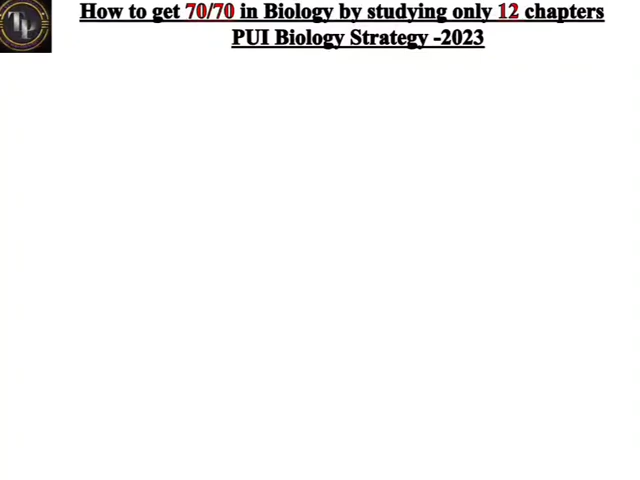 How to get 70/70 in Biology by studying only 12 chapters
PUI Biology Strategy -2023